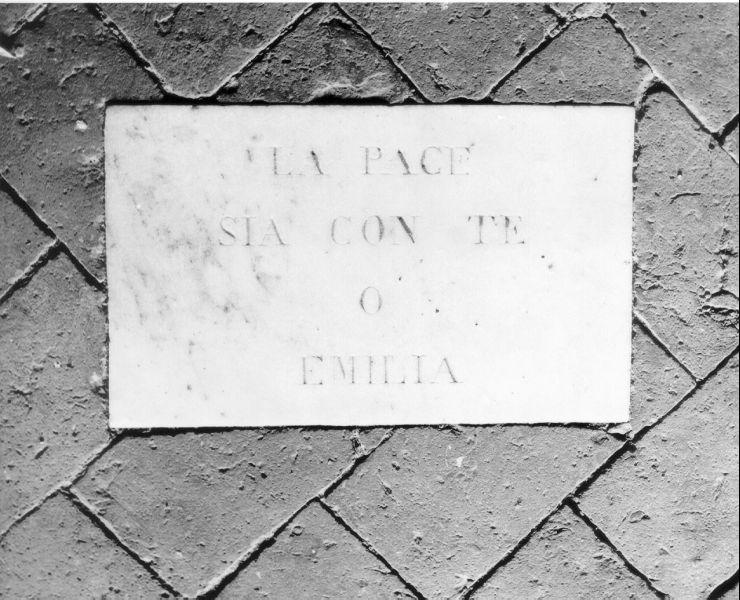 LA PACE
SIA CON TE
O
EMILIA